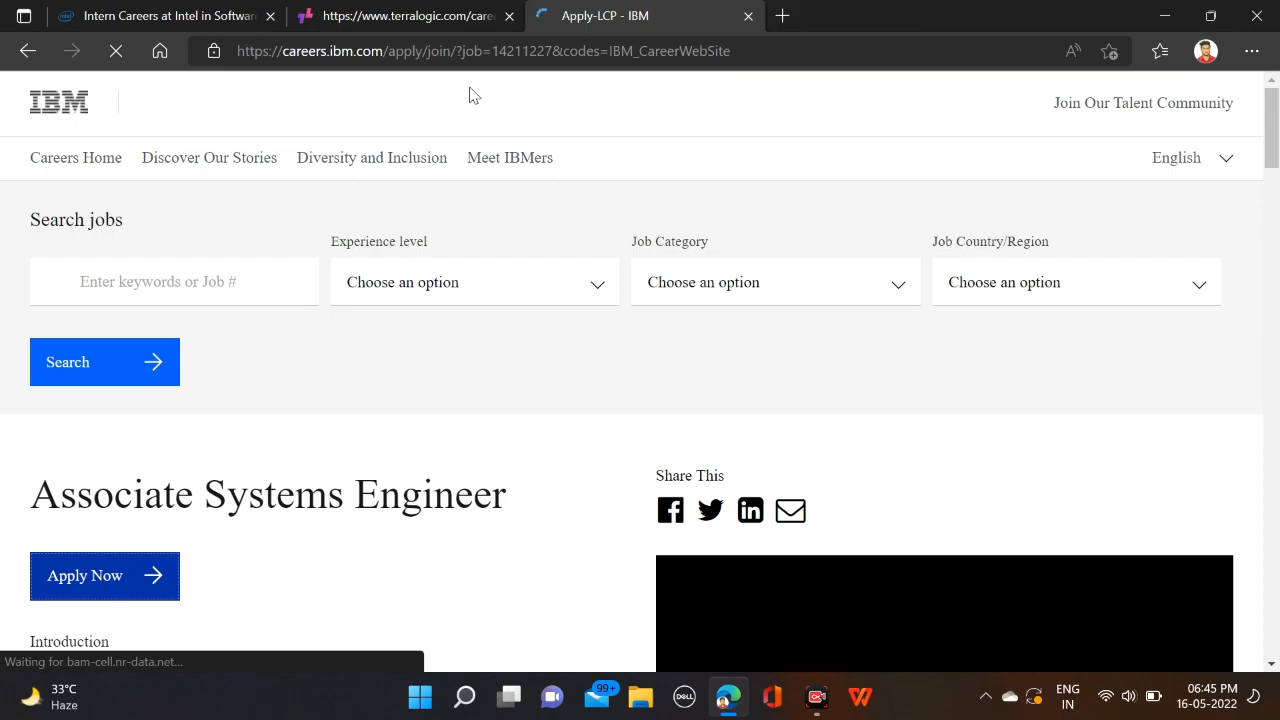 Intern Careers at Intel in Softwar
https://www.terralogic.com/care
Apply-LCP - IBM
https://careers.ibm.com/apply/join/?job=14211227&codes=IBM_CareerWebSite
IBM
Join Our Talent Community
Careers Home
Discover Our Stories
Diversity and Inclusion
Meet IBMers
English
Search jobs
Experience level
Job Category
Job Country/Region
Enter keywords or Job #
Choose an option
Choose an option
Choose an option
Search
Associate Systems Engineer
Share This
Apply Now
Introduction
Waiting for bam-cell.nr-data.net...
33°C
Haze
99+
DELL
ENG
IN
06:45 PM
16-05-2022